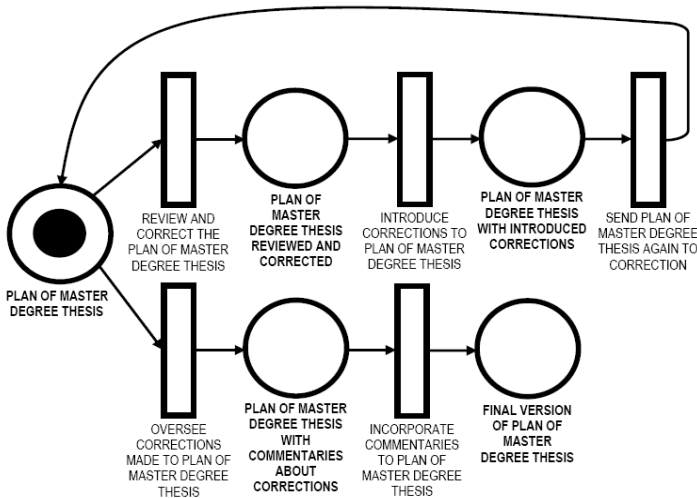 REVIEW AND
CORRECT THE
PLAN OF MASTER
DEGREE THESIS
PLAN OF
MASTER
DEGREE THESIS
REVIEWED AND
CORRECTED
INTRODUCE
CORRECTIONS TO
PLAN OF MASTER
DEGREE THESIS
PLAN OF MASTER
DEGREE THESIS
WITH INTRODUCED
CORRECTIONS
SEND PLAN OF
MASTER DEGREE
THESIS AGAIN TO
CORRECTION
PLAN OF MASTER
DEGREE THESIS
OVERSEE
CORRECTIONS
MADE TO PLAN OF
MASTER DEGREE
THESIS
PLAN OF MASTER
DEGREE THESIS
WITH
COMMENTARIES
ABOUT
CORRECTIONS
INCORPORATE
COMMENTARIES
TO PLAN OF
MASTER DEGREE
THESIS
FINAL VERSION
OF PLAN OF
MASTER
DEGREE THESIS